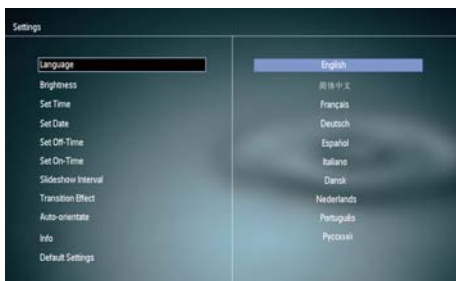 Settings
Language
Brightness
Set Time
Set Date
Set Off-Time
Set On-Time
Slideshow Interval
Transition Effect
Auto-orientate
Info
Default Settings
English
简体中文
Français
Deutsch
Español
Italiano
Dansk
Nederlands
Português
Русский